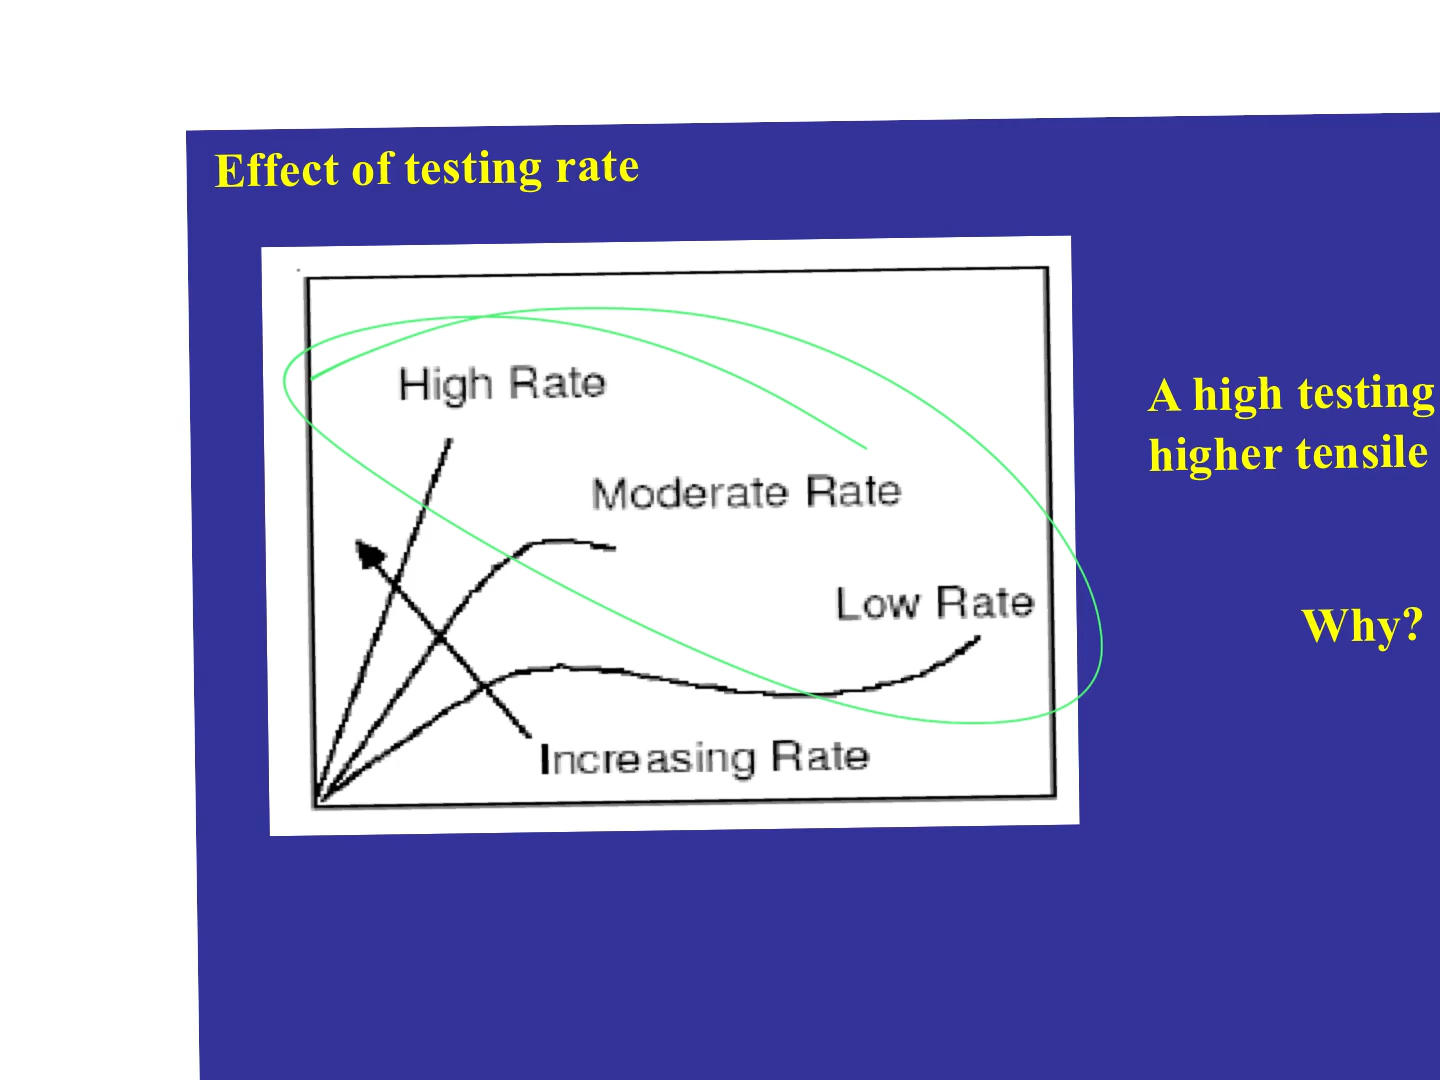 Effect of testing rate
High Rate
Moderate Rate
Low Rate
Increasing Rate
A high testing
higher tensile
Why?